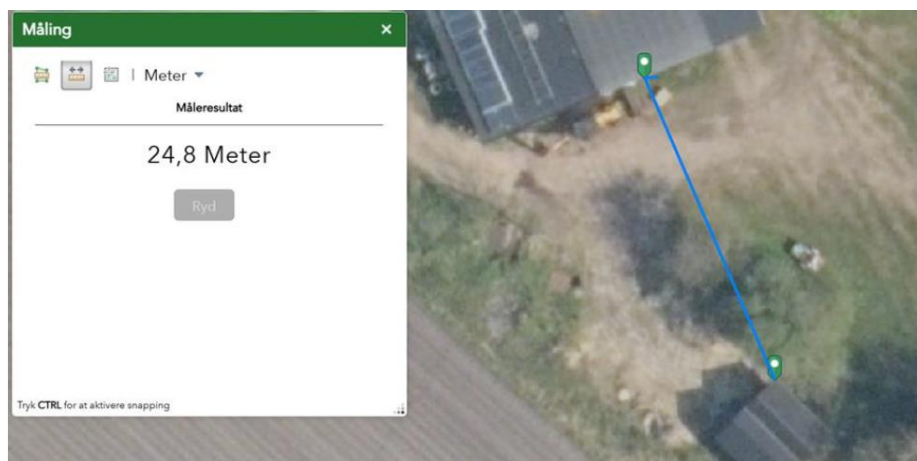 Måling
Meter
Måleresultat
24,8 Meter
Ryd
Tryk CTRL for at aktivere snapping